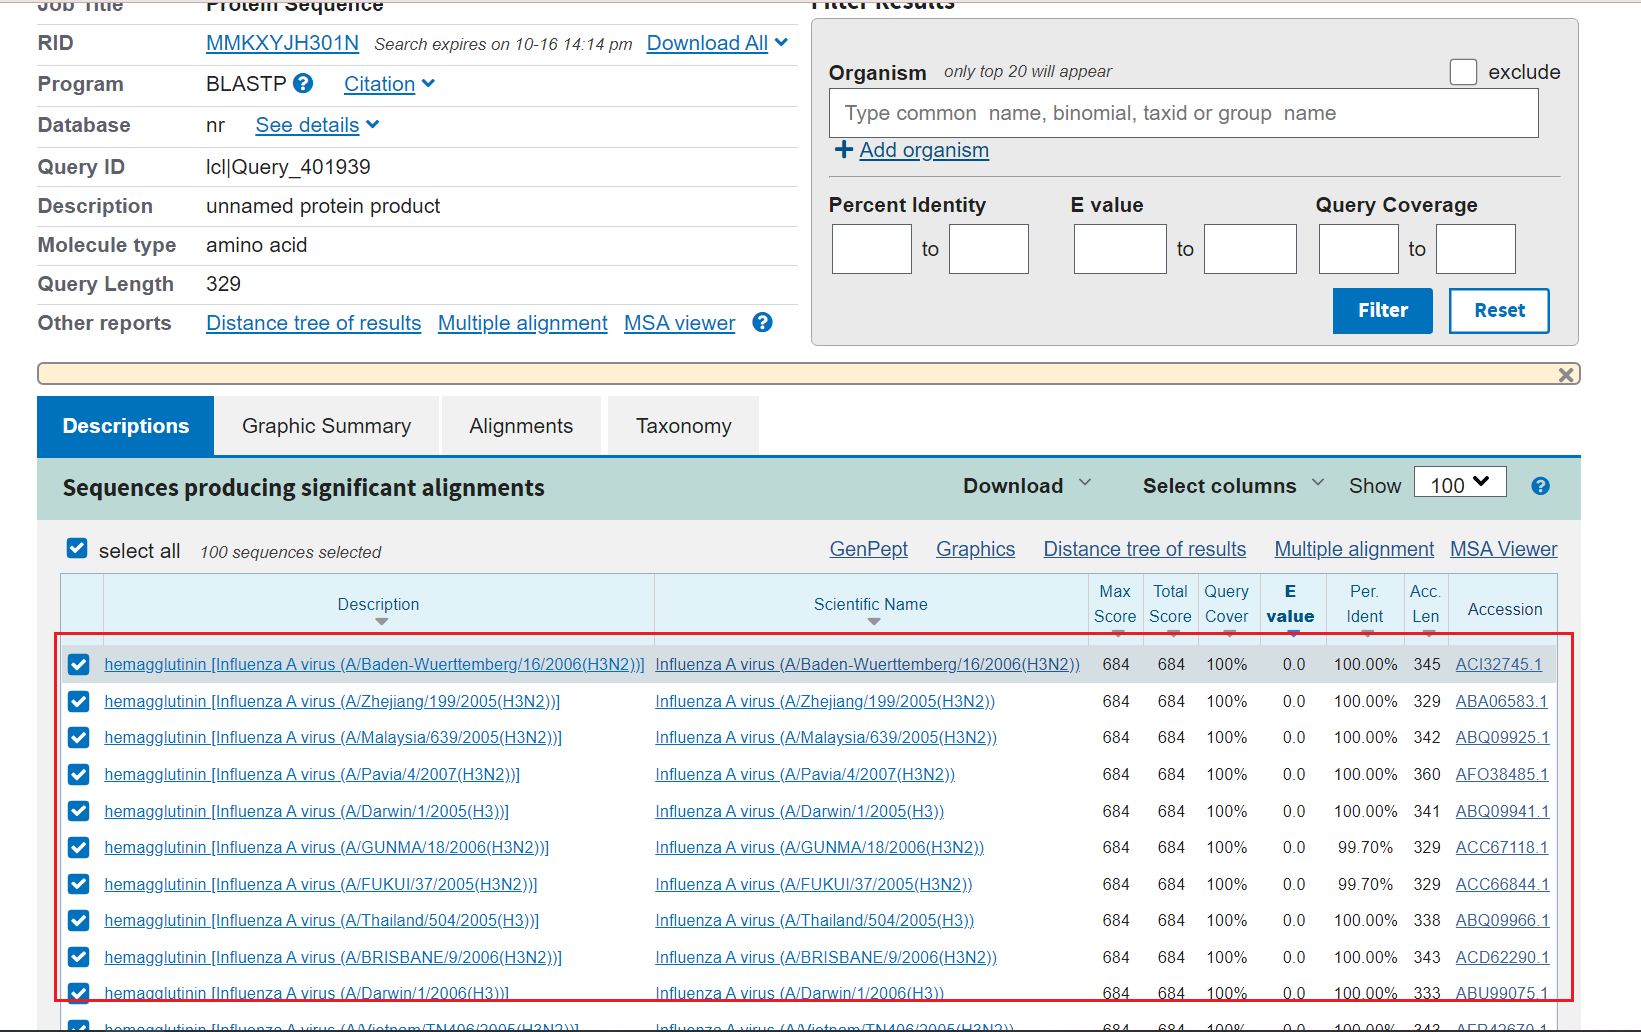 Job Title Protein Sequence
RID MMKXYJH301N Search expires on 10-16 14:14 pm Download All
Program BLASTP ? Citation
Database nr See details
Query ID lcl|Query_401939
Description unnamed protein product
Molecule type amino acid
Query Length 329
Other reports Distance tree of results Multiple alignment MSA viewer ?
Filter Results
Organism only top 20 will appear exclude
Type common name, binomial, taxid or group name
+ Add organism
Percent Identity E value Query Coverage
to to to
Filter Reset
Descriptions Graphic Summary Alignments Taxonomy
Sequences producing significant alignments Download Select columns Show 100 ?
select all 100 sequences selected GenPept Graphics Distance tree of results Multiple alignment MSA Viewer
Description Scientific Name Max Score Total Score Query Cover E value Per. Ident Acc. Len Accession
hemagglutinin [Influenza A virus (A/Baden-Wuerttemberg/16/2006(H3N2))] Influenza A virus (A/Baden-Wuerttemberg/16/2006(H3N2)) 684 684 100% 0.0 100.00% 345 ACI32745.1
hemagglutinin [Influenza A virus (A/Zhejiang/199/2005(H3N2))] Influenza A virus (A/Zhejiang/199/2005(H3N2)) 684 684 100% 0.0 100.00% 329 ABA06583.1
hemagglutinin [Influenza A virus (A/Malaysia/639/2005(H3N2))] Influenza A virus (A/Malaysia/639/2005(H3N2)) 684 684 100% 0.0 100.00% 342 ABQ09925.1
hemagglutinin [Influenza A virus (A/Pavia/4/2007(H3N2))] Influenza A virus (A/Pavia/4/2007(H3N2)) 684 684 100% 0.0 100.00% 360 AFO38485.1
hemagglutinin [Influenza A virus (A/Darwin/1/2005(H3))] Influenza A virus (A/Darwin/1/2005(H3)) 684 684 100% 0.0 100.00% 341 ABQ09941.1
hemagglutinin [Influenza A virus (A/GUNMA/18/2006(H3N2))] Influenza A virus (A/GUNMA/18/2006(H3N2)) 684 684 100% 0.0 99.70% 329 ACC67118.1
hemagglutinin [Influenza A virus (A/FUKUI/37/2005(H3N2))] Influenza A virus (A/FUKUI/37/2005(H3N2)) 684 684 100% 0.0 99.70% 329 ACC66844.1
hemagglutinin [Influenza A virus (A/Thailand/504/2005(H3))] Influenza A virus (A/Thailand/504/2005(H3)) 684 684 100% 0.0 100.00% 338 ABQ09966.1
hemagglutinin [Influenza A virus (A/BRISBANE/9/2006(H3N2))] Influenza A virus (A/BRISBANE/9/2006(H3N2)) 684 684 100% 0.0 100.00% 343 ACD62290.1
hemagglutinin [Influenza A virus (A/Darwin/1/2006(H3))] Influenza A virus (A/Darwin/1/2006(H3)) 684 684 100% 0.0 100.00% 333 ABU99075.1
hemagglutinin [Influenza A virus (A/Vietnam/TN406/2005(H3N2))] Influenza A virus (A/Vietnam/TN406/2005(H3N2)) 684 684 100% 0.0 100.00%